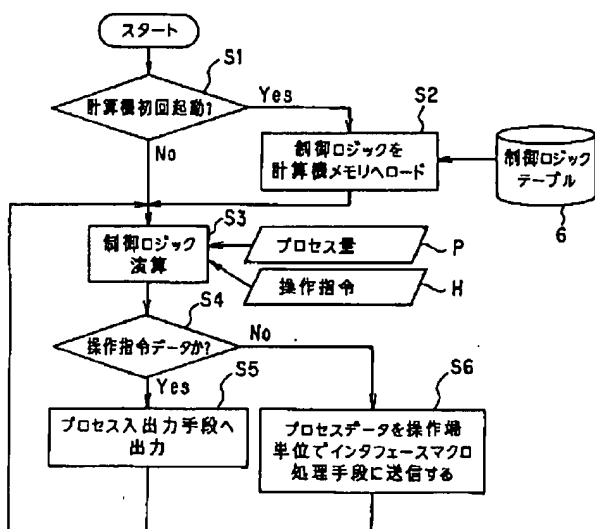 スタート
S1
計算機初回起動?
Yes
No
S2
制御ロジックを
計算機メモリへロード
制御ロジック
テーブル
6
S3
制御ロジック
演算
プロセス量
P
操作指令
H
S4
操作指令データか?
No
Yes
S5
プロセス入出力手段へ
出力
S6
プロセスデータを操作端
単位でインタフェースマクロ
処理手段に送信する